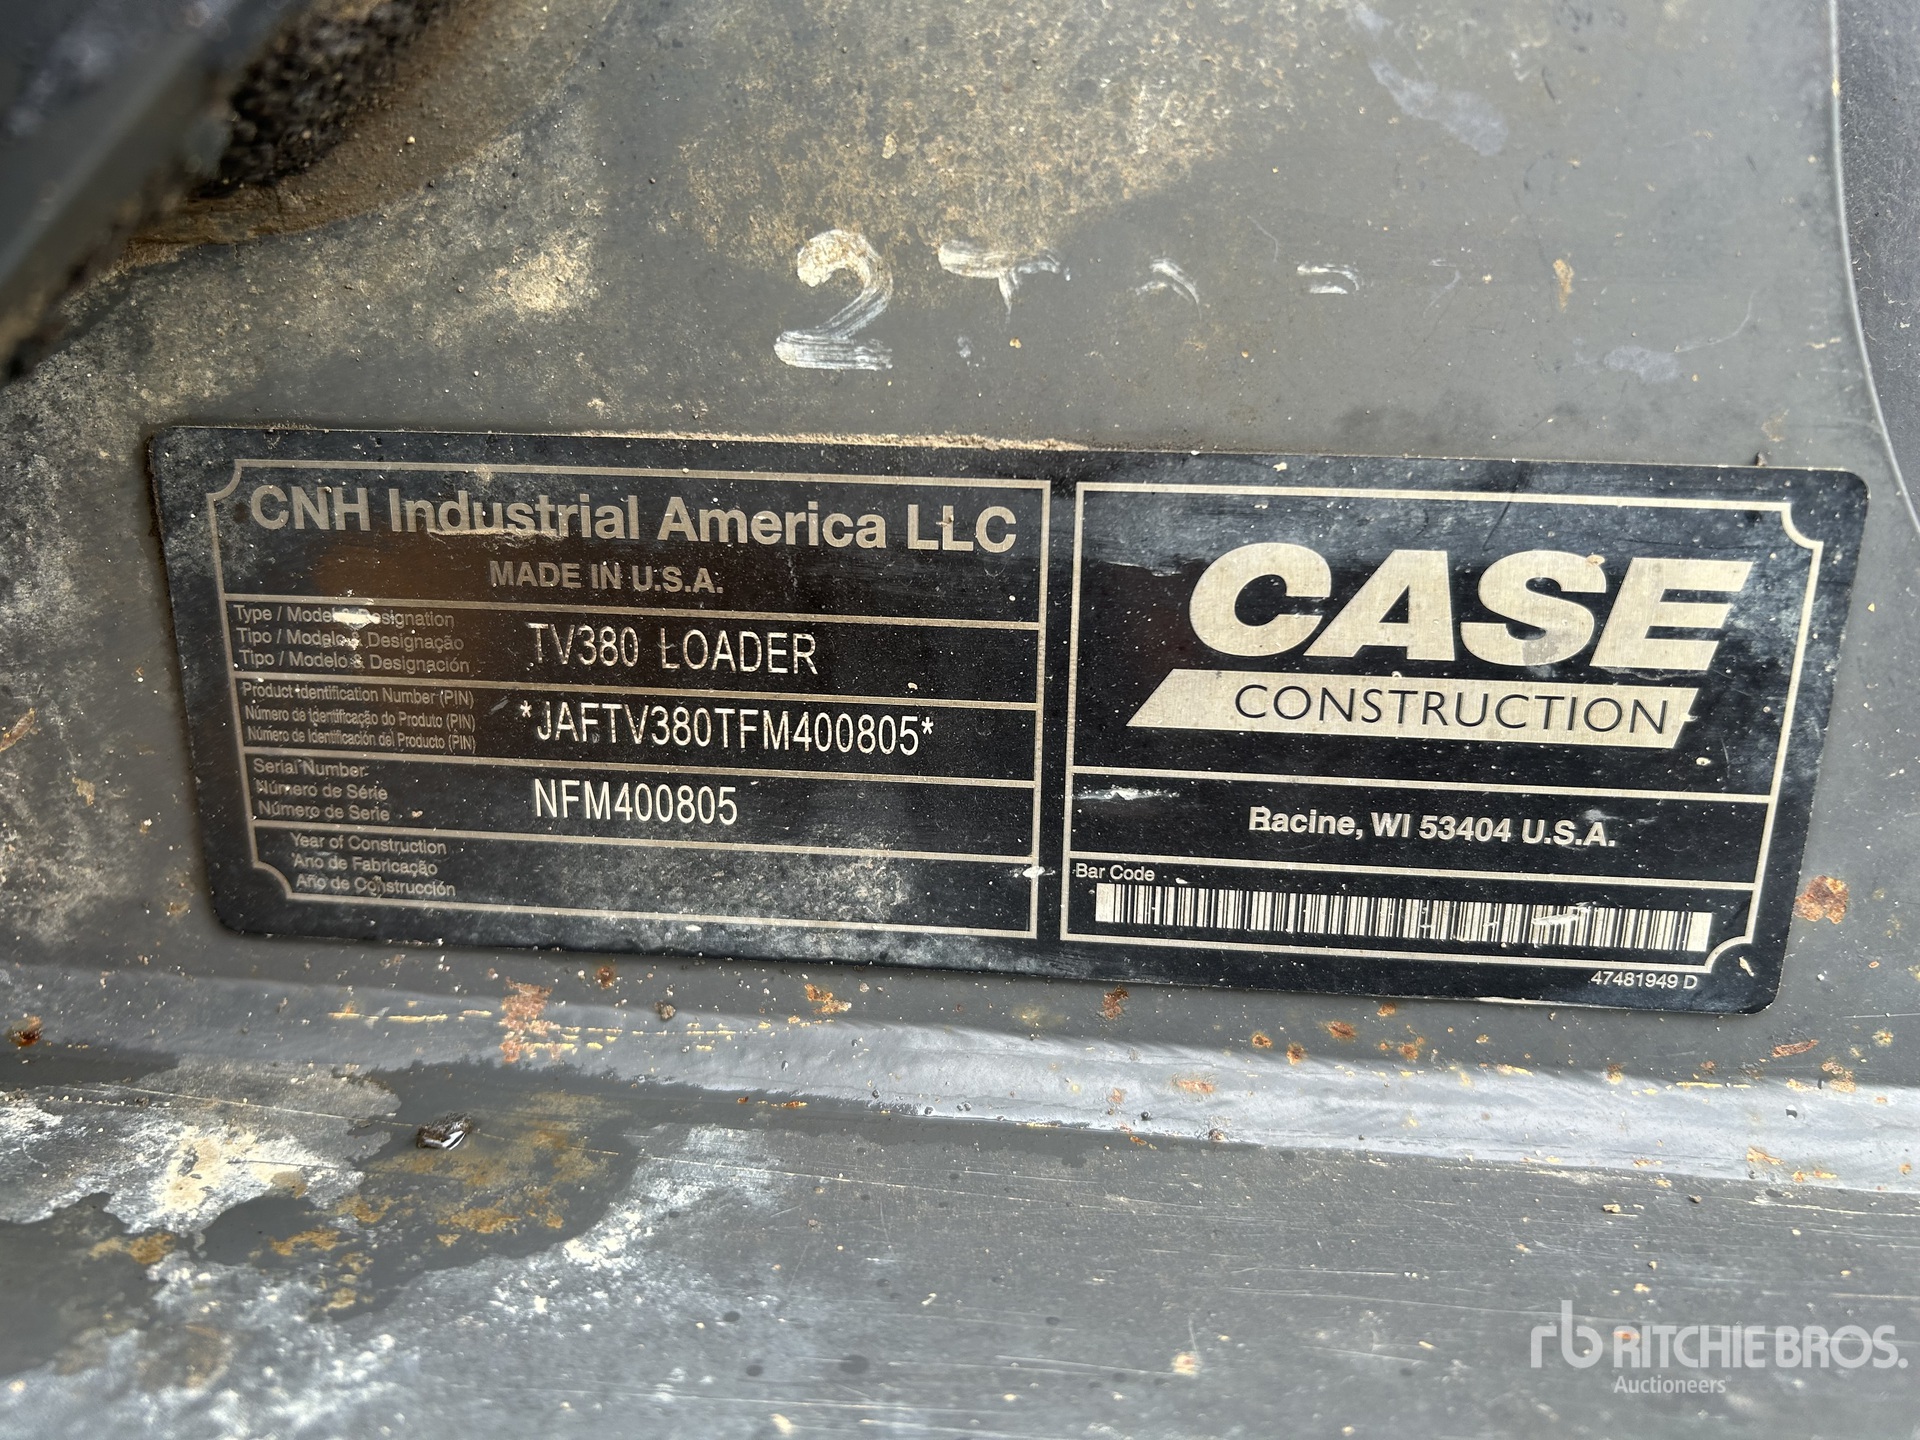 2
CNH Industrial America LLC
MADE IN U.S.A.
Type / Model & Designation
Tipo / Modelo & Designação
Tipo / Modelo & Designación
TV380 LOADER
Product Identification Number (PIN)
Número de Identificação do Produto (PIN)
Número de Identificación del Producto (PIN)
*JAFTV380TFM400805*
Serial Number
Número de Série
Número de Serie
NFM400805
Year of Construction
Ano de Fabricação
Año de Construcción
CASE
CONSTRUCTION
Racine, WI 53404 U.S.A.
Bar Code
47481949 D
rb RITCHIE BROS.
Auctioneers